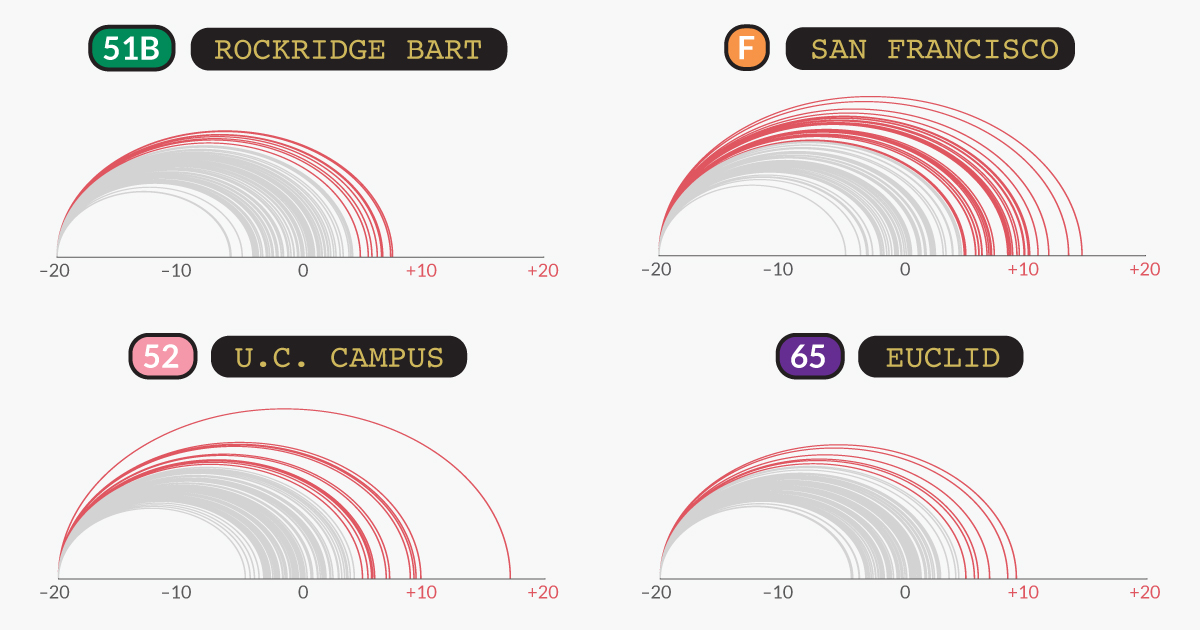 51B ROCKRIDGE BART
F SAN FRANCISCO
–20 –10 0 +10 +20
–20 –10 0 +10 +20
52 U.C. CAMPUS
65 EUCLID
–20 –10 0 +10 +20
–20 –10 0 +10 +20